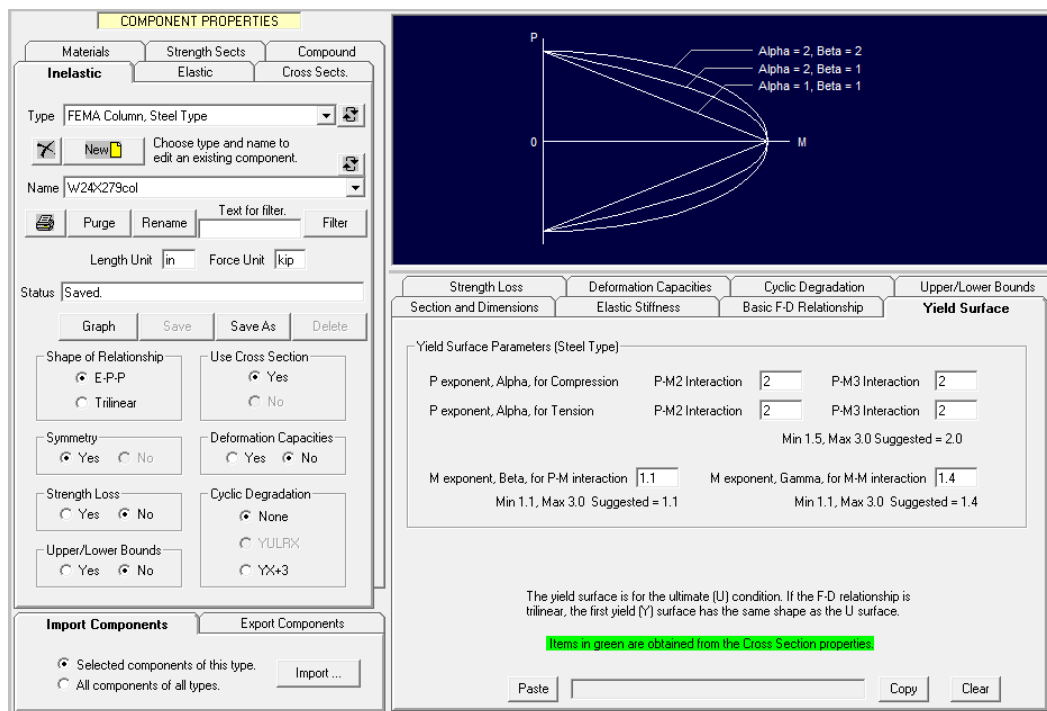 COMPONENT PROPERTIES
Materials Strength Sects Compound
Inelastic Elastic Cross Sects.
Type FEMA Column, Steel Type
New Choose type and name to
edit an existing component.
Name W24X279col
Text for filter.
Purge Rename Filter
Length Unit in Force Unit kip
Status Saved.
Graph Save Save As Delete
Shape of Relationship Use Cross Section
E-P-P Yes
Trilinear No
Symmetry Deformation Capacities
Yes No Yes No
Strength Loss Cyclic Degradation
Yes No None
YULRX
Upper/Lower Bounds
Yes No YX+3
Import Components Export Components
Selected components of this type.
All components of all types.
Import ...
P
Alpha = 2, Beta = 2
Alpha = 2, Beta = 1
Alpha = 1, Beta = 1
0 M
Strength Loss Deformation Capacities Cyclic Degradation Upper/Lower Bounds
Section and Dimensions Elastic Stiffness Basic F-D Relationship Yield Surface
Yield Surface Parameters (Steel Type)
P exponent, Alpha, for Compression P-M2 Interaction 2 P-M3 Interaction 2
P exponent, Alpha, for Tension P-M2 Interaction 2 P-M3 Interaction 2
Min 1.5, Max 3.0 Suggested = 2.0
M exponent, Beta, for P-M interaction 1.1 M exponent, Gamma, for M-M interaction 1.4
Min 1.1, Max 3.0 Suggested = 1.1 Min 1.1, Max 3.0 Suggested = 1.4
The yield surface is for the ultimate (U) condition. If the F-D relationship is
trilinear, the first yield (Y) surface has the same shape as the U surface.
Items in green are obtained from the Cross Section properties.
Paste Copy Clear